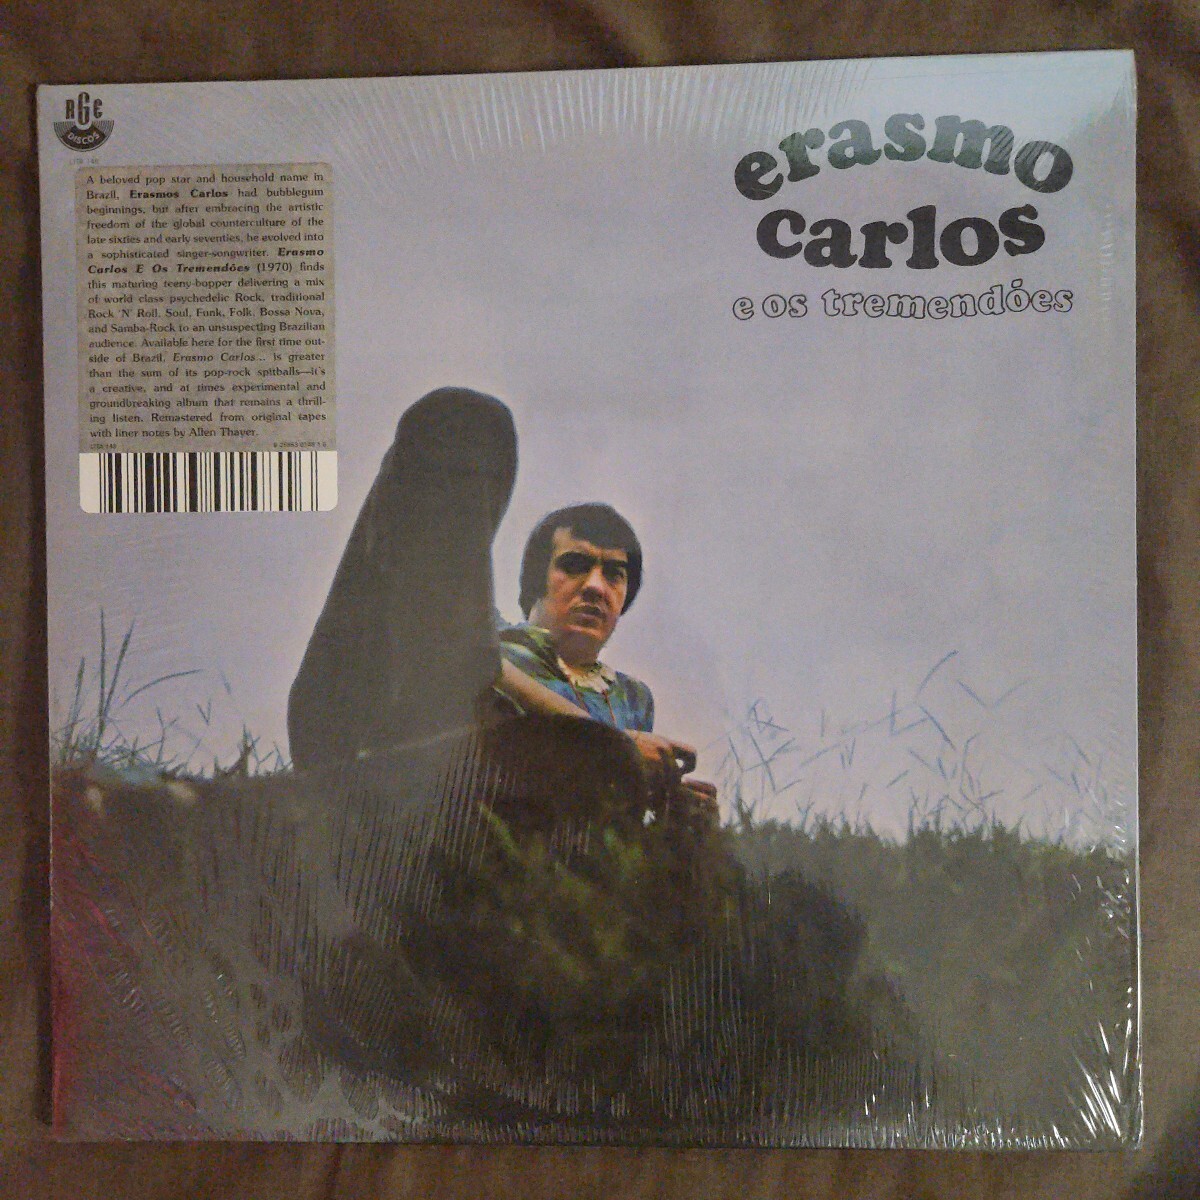 RGE
DISCOS
LITA 140
erasmo
carlos
e os tremendões
A beloved pop star and household name in
Brazil, Erasmos Carlos had bubblegum
beginnings, but after embracing the artistic
freedom of the global counterculture of the
late sixties and early seventies, he evolved into
a sophisticated singer-songwriter. Erasmo
Carlos E Os Tremendões (1970) finds
this maturing teeny-bopper delivering a mix
of world class psychedelic Rock, traditional
Rock 'N' Roll, Soul, Funk, Folk, Bossa Nova,
and Samba-Rock to an unsuspecting Brazilian
audience. Available here for the first time out-
side of Brazil, Erasmo Carlos... is greater
than the sum of its pop-rock spitballs—it's
a creative, and at times experimental and
groundbreaking album that remains a thrill-
ing listen. Remastered from original tapes
with liner notes by Allen Thayer.
LITA 140